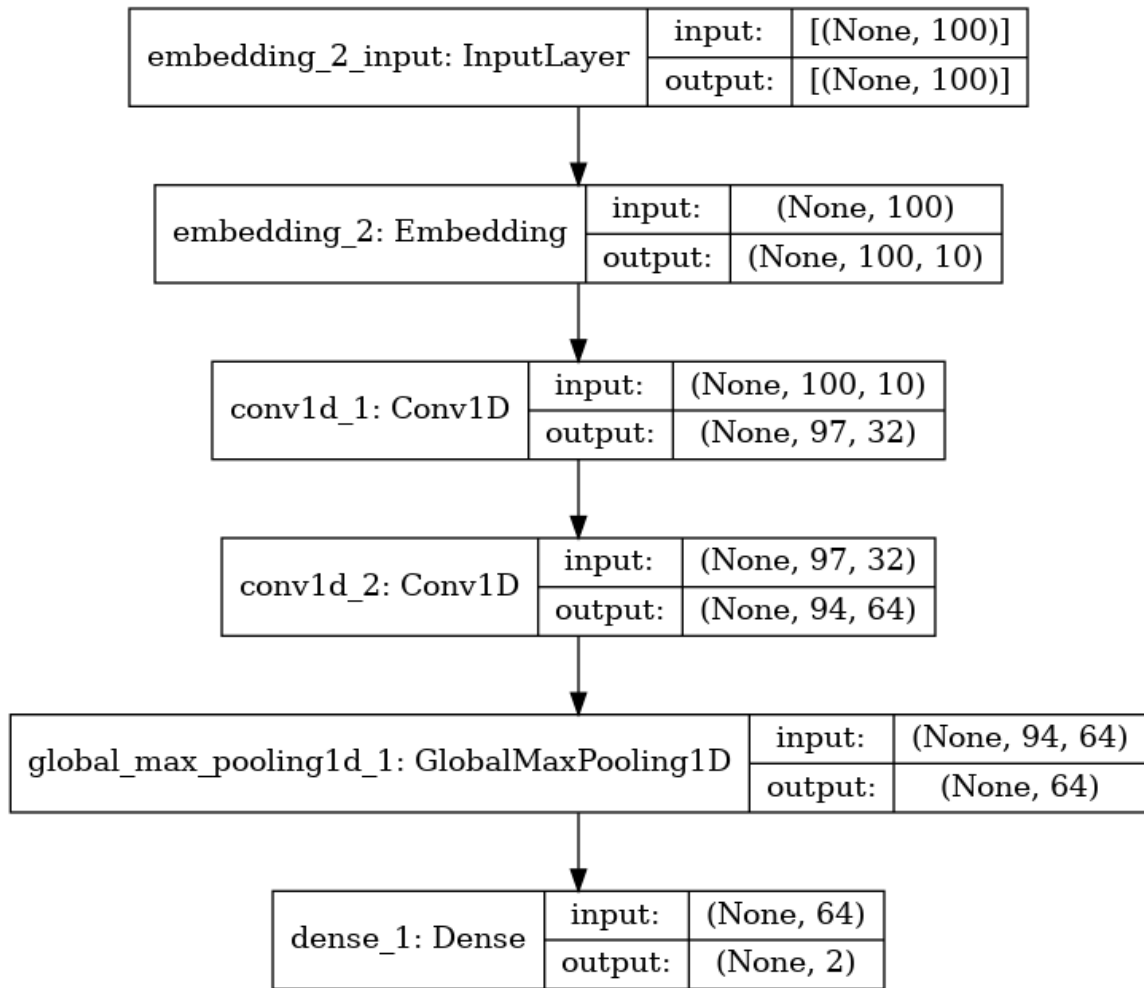 embedding_2_input: InputLayer
input: [(None, 100)]
output: [(None, 100)]
embedding_2: Embedding
input: (None, 100)
output: (None, 100, 10)
conv1d_1: Conv1D
input: (None, 100, 10)
output: (None, 97, 32)
conv1d_2: Conv1D
input: (None, 97, 32)
output: (None, 94, 64)
global_max_pooling1d_1: GlobalMaxPooling1D
input: (None, 94, 64)
output: (None, 64)
dense_1: Dense
input: (None, 64)
output: (None, 2)